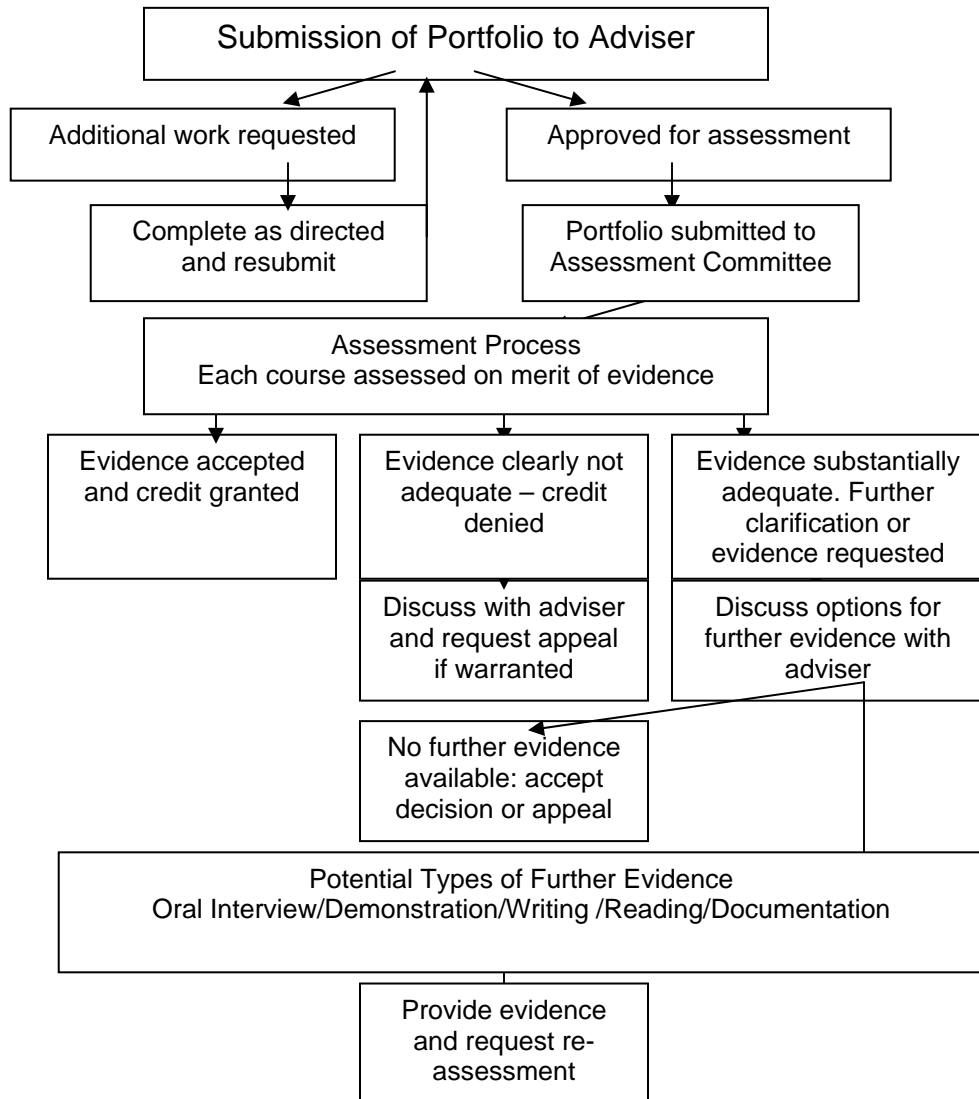 Submission of Portfolio to Adviser
Additional work requested
Approved for assessment
Complete as directed
and resubmit
Portfolio submitted to
Assessment Committee
Assessment Process
Each course assessed on merit of evidence
Evidence accepted
and credit granted
Evidence clearly not
adequate – credit
denied
Evidence substantially
adequate. Further
clarification or
evidence requested
Discuss with adviser
and request appeal
if warranted
Discuss options for
further evidence with
adviser
No further evidence
available: accept
decision or appeal
Potential Types of Further Evidence
Oral Interview/Demonstration/Writing /Reading/Documentation
Provide evidence
and request re-
assessment